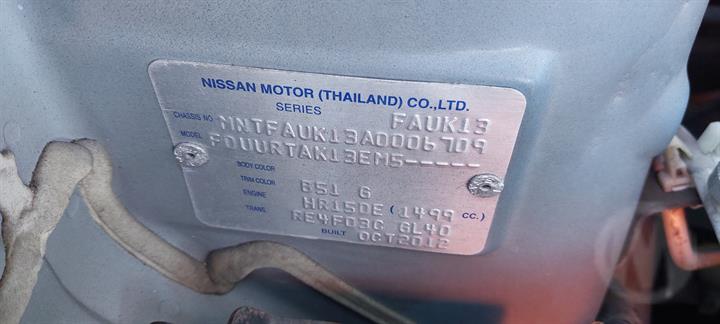 NISSAN MOTOR (THAILAND) CO.,LTD.
SERIES FAUK13
CHASSIS NO MNTFAUK13A0006709
MODEL FDUURTAK13EM5-----
BODY COLOR
TRIM COLOR B51 G
ENGINE HR15DE (1499 CC.)
TRANS. RE4F03C GL40
BUILT OCT2012